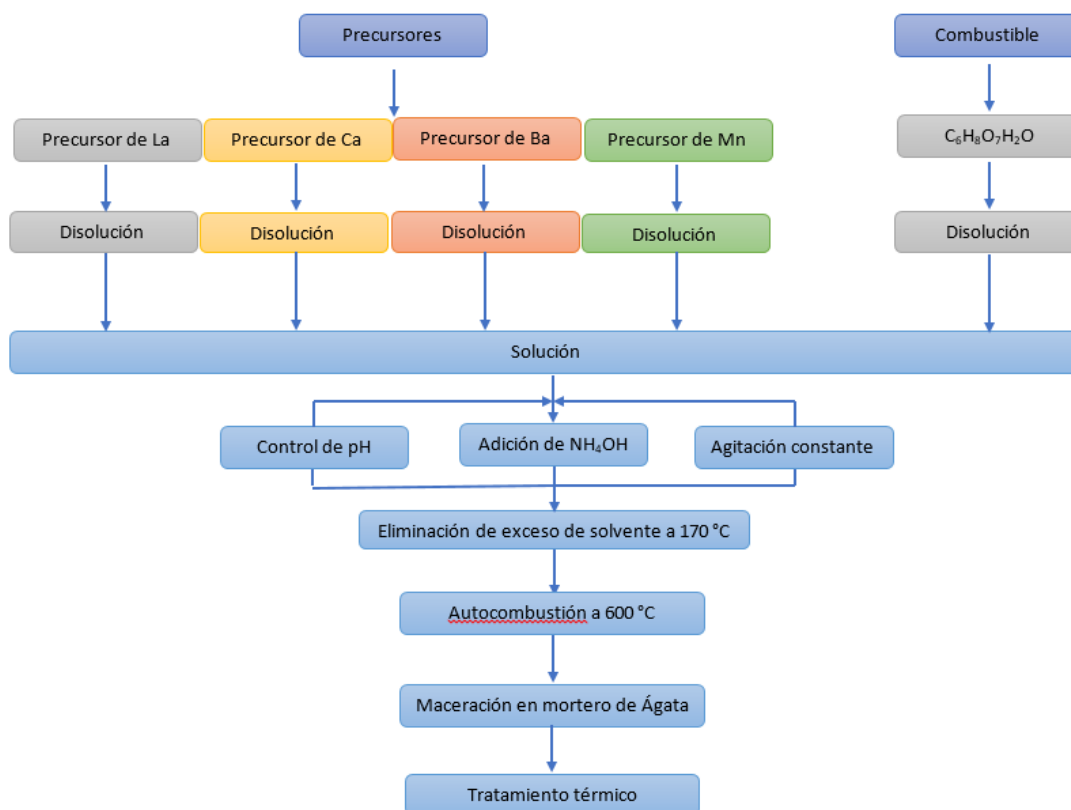 Precursores
Combustible
Precursor de La
Precursor de Ca
Precursor de Ba
Precursor de Mn
C₆H₈O₇H₂O
Disolución
Disolución
Disolución
Disolución
Disolución
Solución
Control de pH
Adición de NH₄OH
Agitación constante
Eliminación de exceso de solvente a 170 °C
Autocombustión a 600 °C
Maceración en mortero de Ágata
Tratamiento térmico